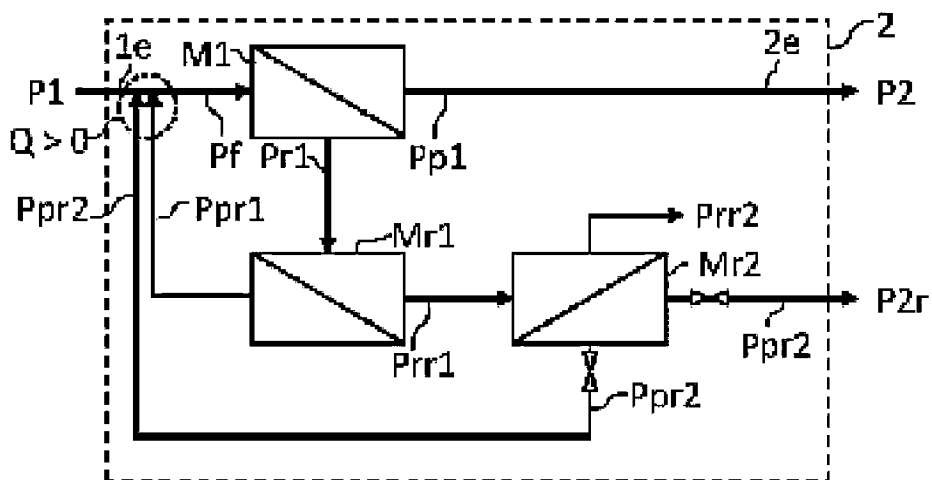 1e
M1
2e
2
P1
P2
Q > 0
Pf
Pr1
Pp1
Ppr2
Ppr1
Mr1
Prr2
Mr2
P2r
Prr1
Ppr2
Ppr2